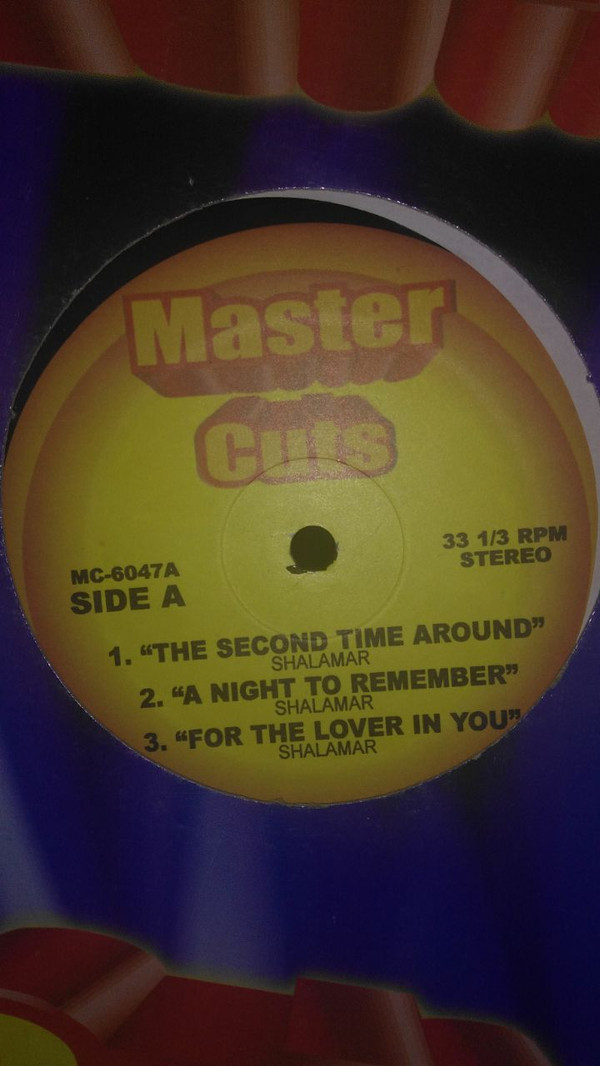 Master
Cuts
33 1/3 RPM
STEREO
MC-6047A
SIDE A
1. “THE SECOND TIME AROUND”
SHALAMAR
2. “A NIGHT TO REMEMBER”
SHALAMAR
3. “FOR THE LOVER IN YOU”
SHALAMAR